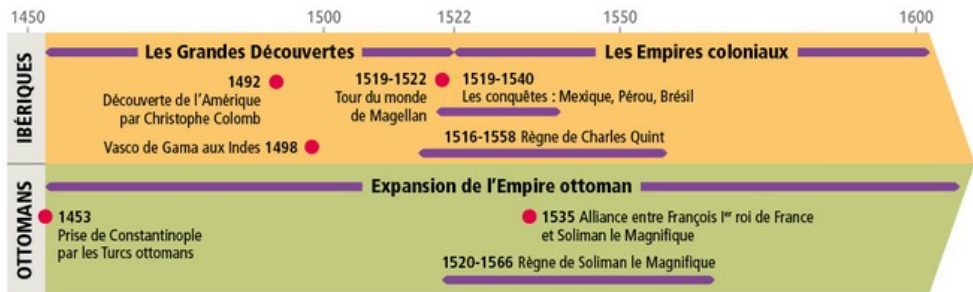 1450 1500 1522 1550 1600
IBÉRIQUES
Les Grandes Découvertes
Les Empires coloniaux
1492
Découverte de l'Amérique
par Christophe Colomb
1519-1522
Tour du monde
de Magellan
1519-1540
Les conquêtes : Mexique, Pérou, Brésil
Vasco de Gama aux Indes 1498
1516-1558 Règne de Charles Quint
OTTOMANS
Expansion de l'Empire ottoman
1453
Prise de Constantinople
par les Turcs ottomans
1535 Alliance entre François Ier roi de France
et Soliman le Magnifique
1520-1566 Règne de Soliman le Magnifique